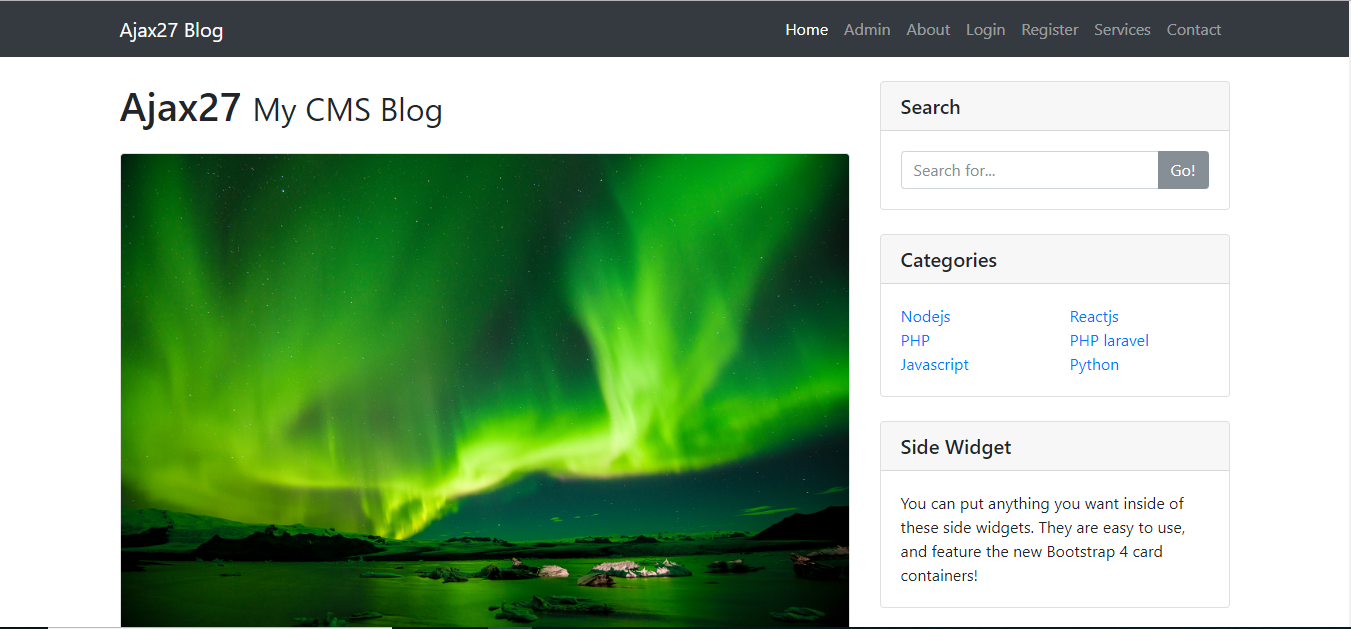 Ajax27 Blog
Home Admin About Login Register Services Contact
Ajax27 My CMS Blog
Search
Search for...
Go!
Categories
Nodejs
PHP
Javascript
Reactjs
PHP laravel
Python
Side Widget
You can put anything you want inside of
these side widgets. They are easy to use,
and feature the new Bootstrap 4 card
containers!